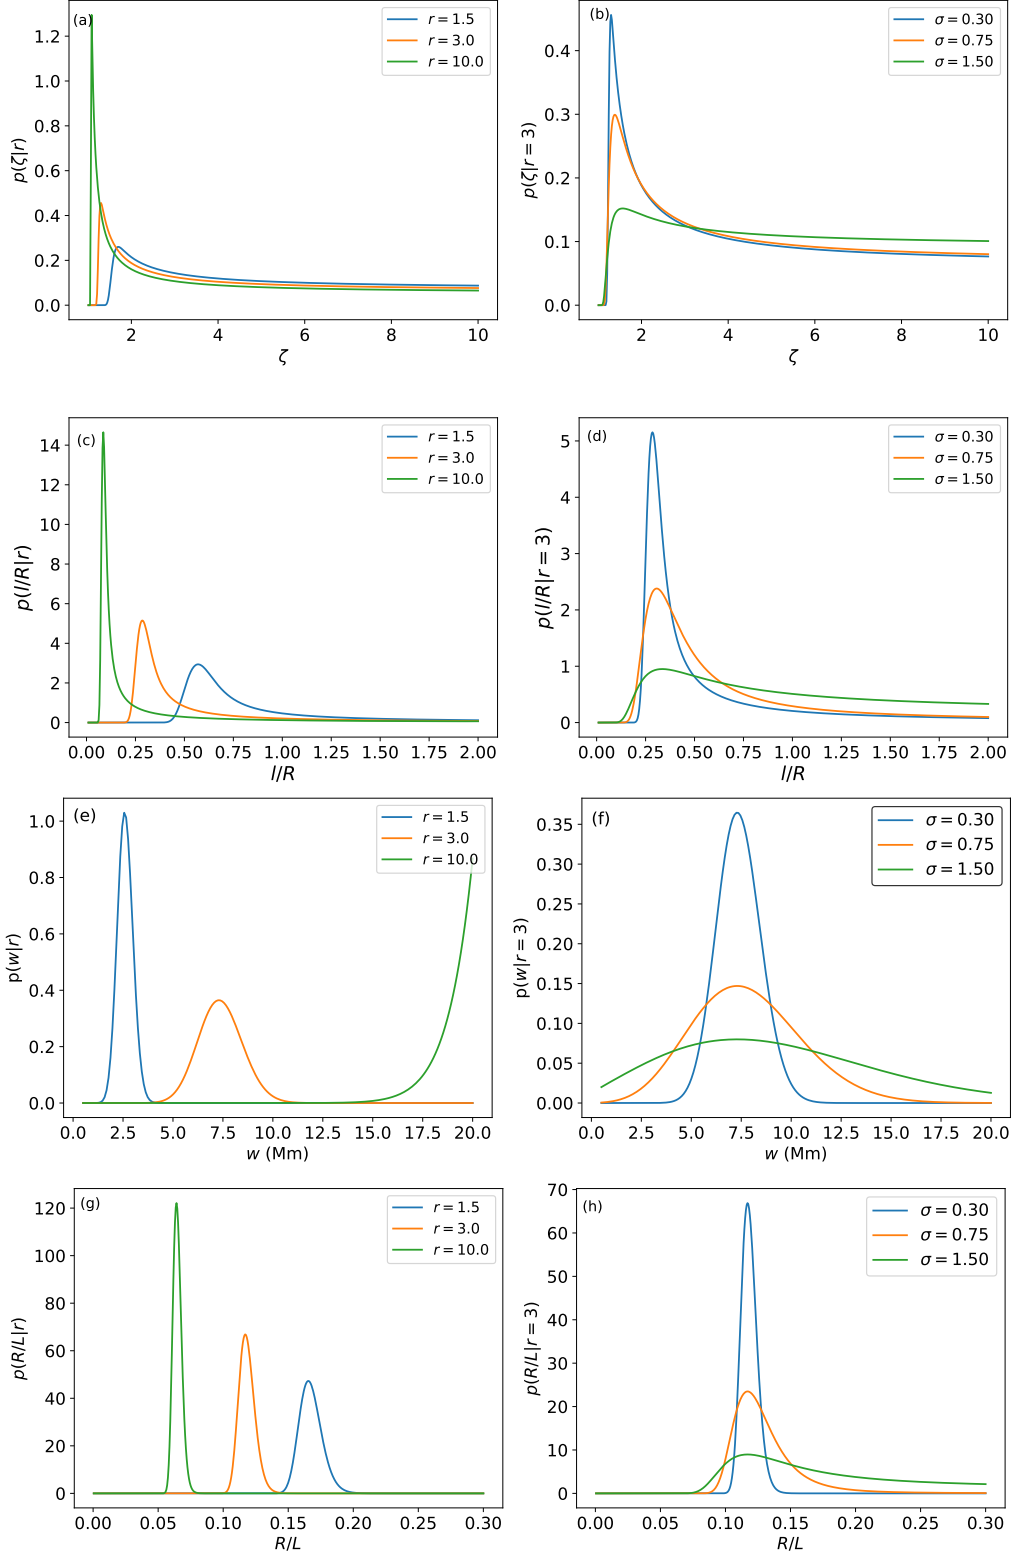 (a)
r = 1.5
r = 3.0
r = 10.0
p(ζ|r)
1.2
1.0
0.8
0.6
0.4
0.2
0.0
2 4 6 8 10
ζ
(b)
σ = 0.30
σ = 0.75
σ = 1.50
p(ζ|r = 3)
0.4
0.3
0.2
0.1
0.0
2 4 6 8 10
ζ
(c)
r = 1.5
r = 3.0
r = 10.0
p(l/R|r)
14
12
10
8
6
4
2
0
0.00 0.25 0.50 0.75 1.00 1.25 1.50 1.75 2.00
l/R
(d)
σ = 0.30
σ = 0.75
σ = 1.50
p(l/R|r = 3)
5
4
3
2
1
0
0.00 0.25 0.50 0.75 1.00 1.25 1.50 1.75 2.00
l/R
(e)
r = 1.5
r = 3.0
r = 10.0
p(w|r)
1.0
0.8
0.6
0.4
0.2
0.0
0.0 2.5 5.0 7.5 10.0 12.5 15.0 17.5 20.0
w (Mm)
(f)
σ = 0.30
σ = 0.75
σ = 1.50
p(w|r = 3)
0.35
0.30
0.25
0.20
0.15
0.10
0.05
0.00
0.0 2.5 5.0 7.5 10.0 12.5 15.0 17.5 20.0
w (Mm)
(g)
r = 1.5
r = 3.0
r = 10.0
p(R/L|r)
120
100
80
60
40
20
0
0.00 0.05 0.10 0.15 0.20 0.25 0.30
R/L
(h)
σ = 0.30
σ = 0.75
σ = 1.50
p(R/L|r = 3)
70
60
50
40
30
20
10
0
0.00 0.05 0.10 0.15 0.20 0.25 0.30
R/L